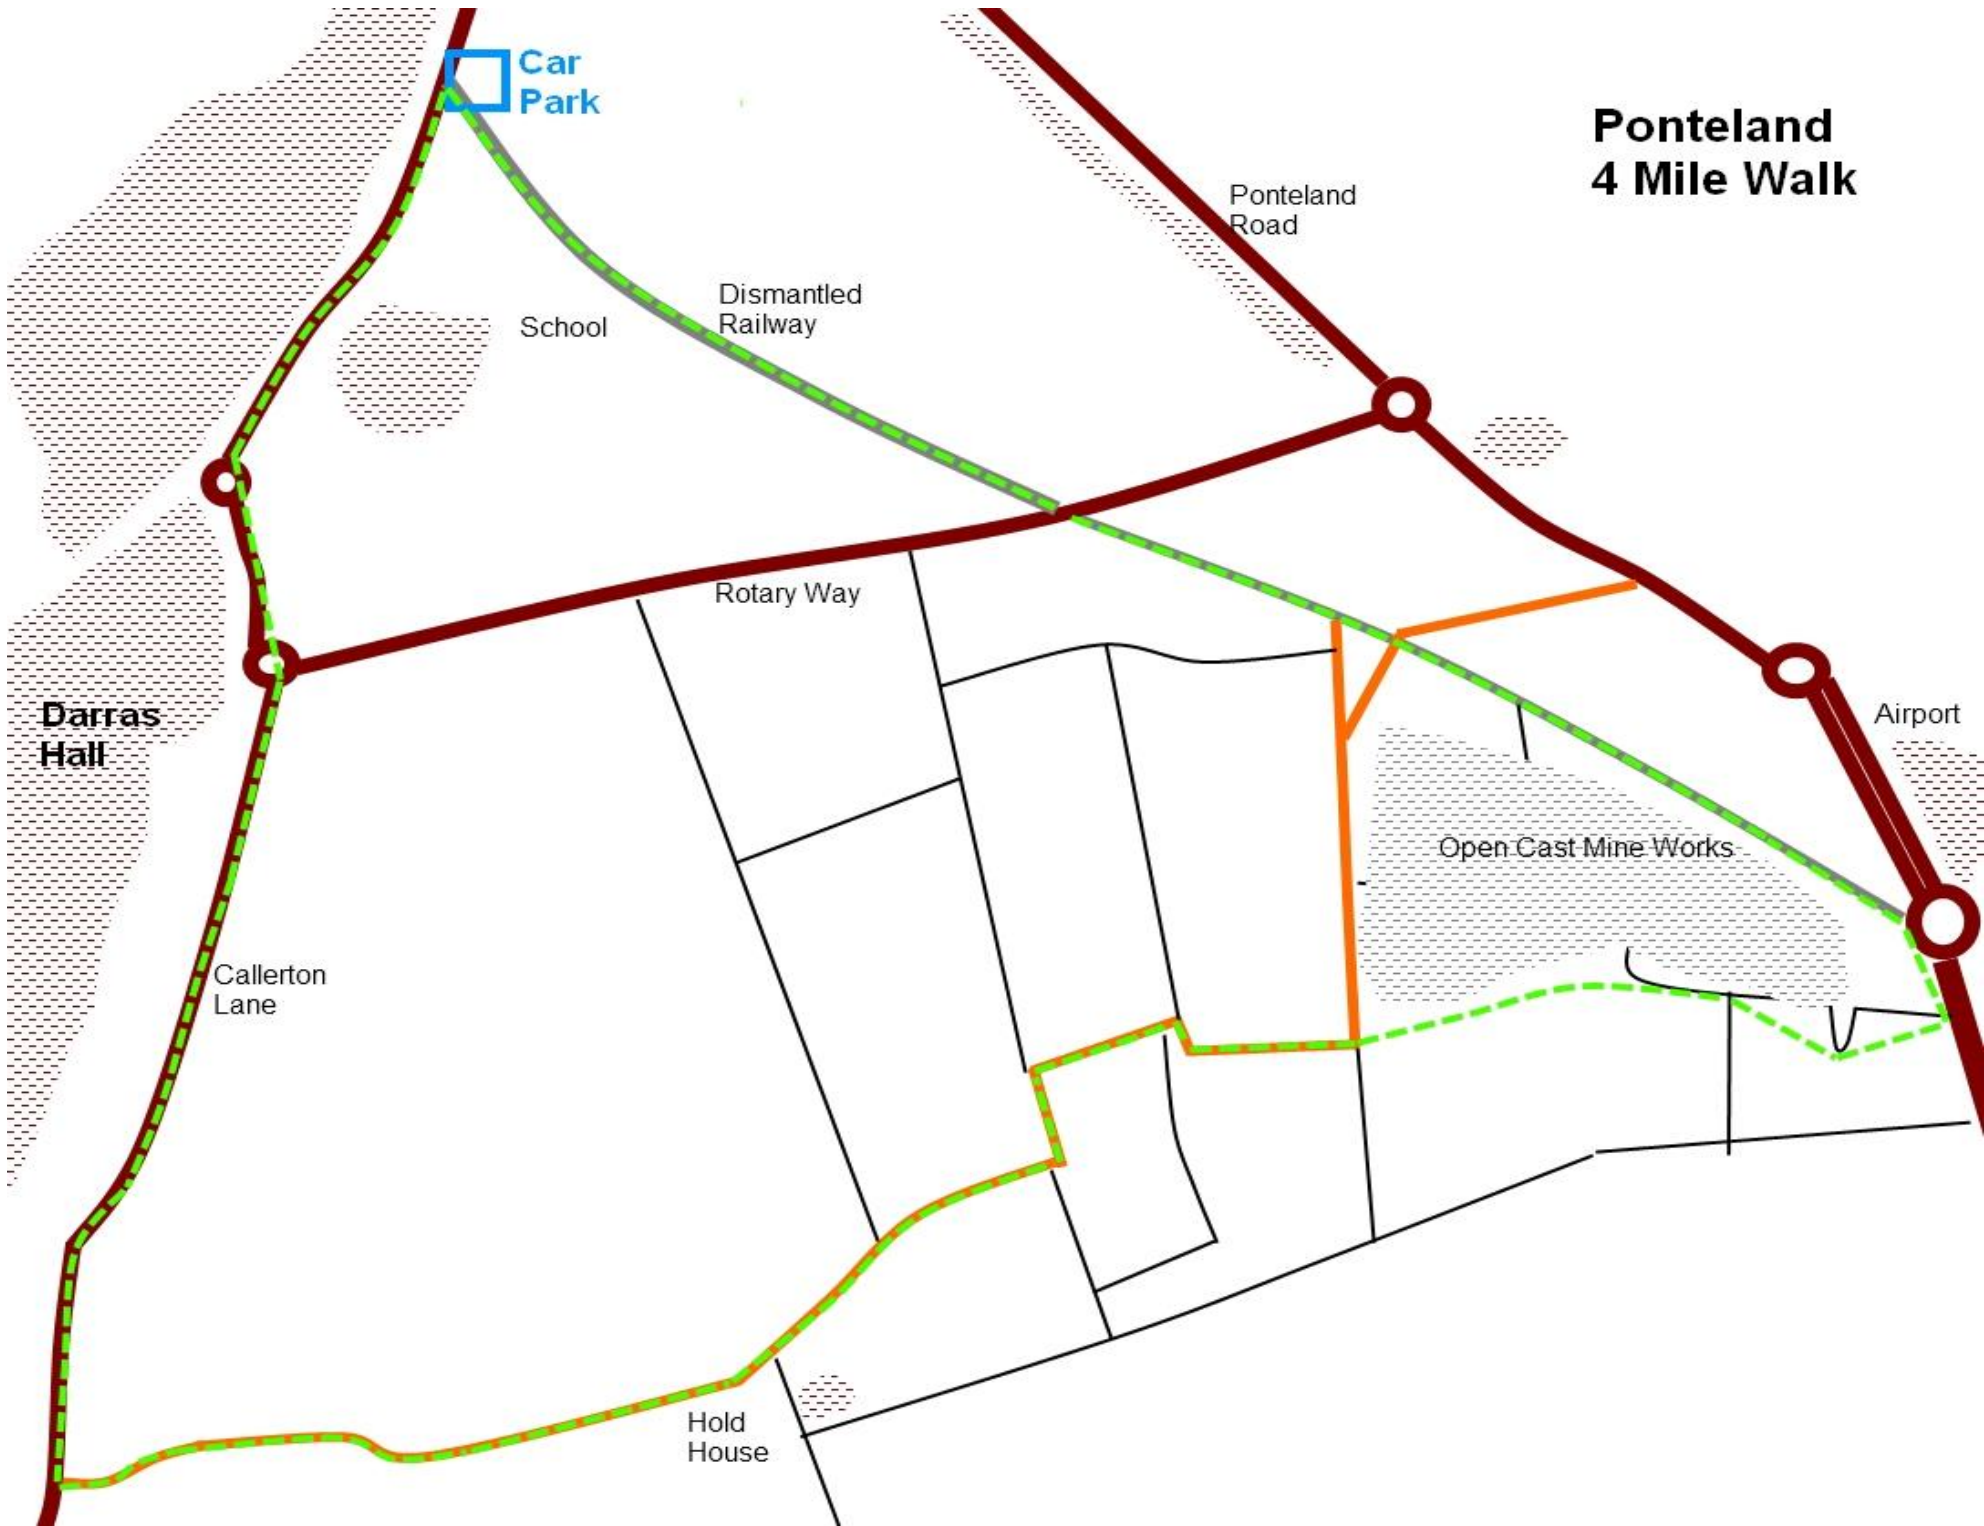 Car
Park
Ponteland
4 Mile Walk
Ponteland
Road
Dismantled
Railway
School
Rotary Way
Darras
Hall
Airport
Open Cast Mine Works
Callerton
Lane
Hold
House